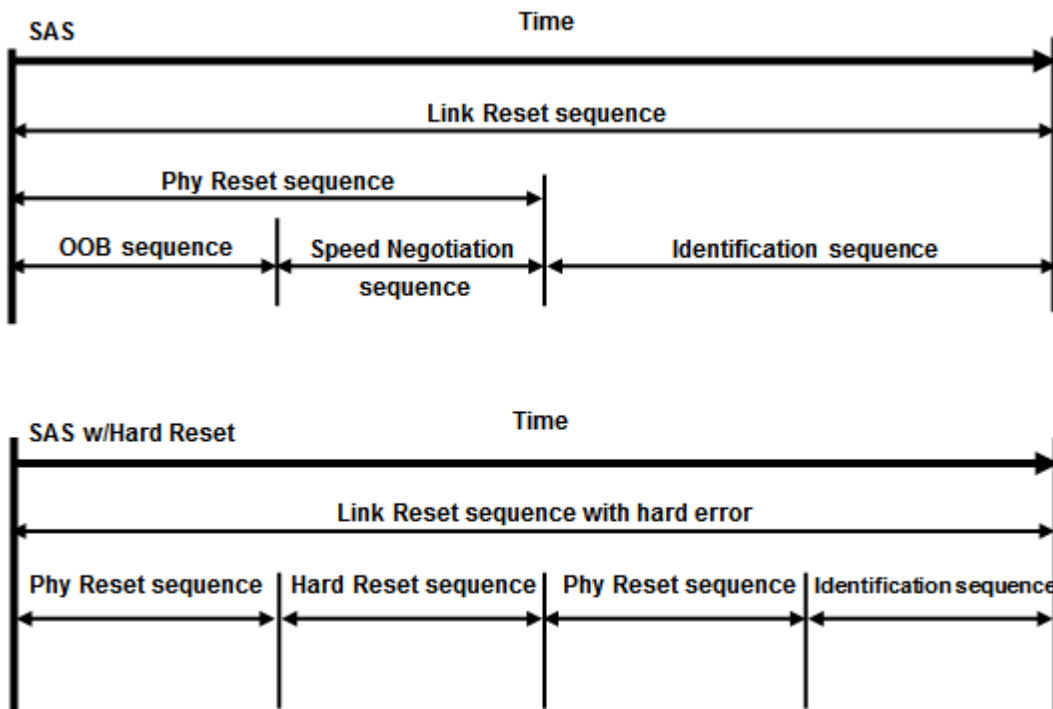 SAS
Time
Link Reset sequence
Phy Reset sequence
OOB sequence
Speed Negotiation
sequence
Identification sequence
SAS w/Hard Reset
Time
Link Reset sequence with hard error
Phy Reset sequence
Hard Reset sequence
Phy Reset sequence
Identification sequence